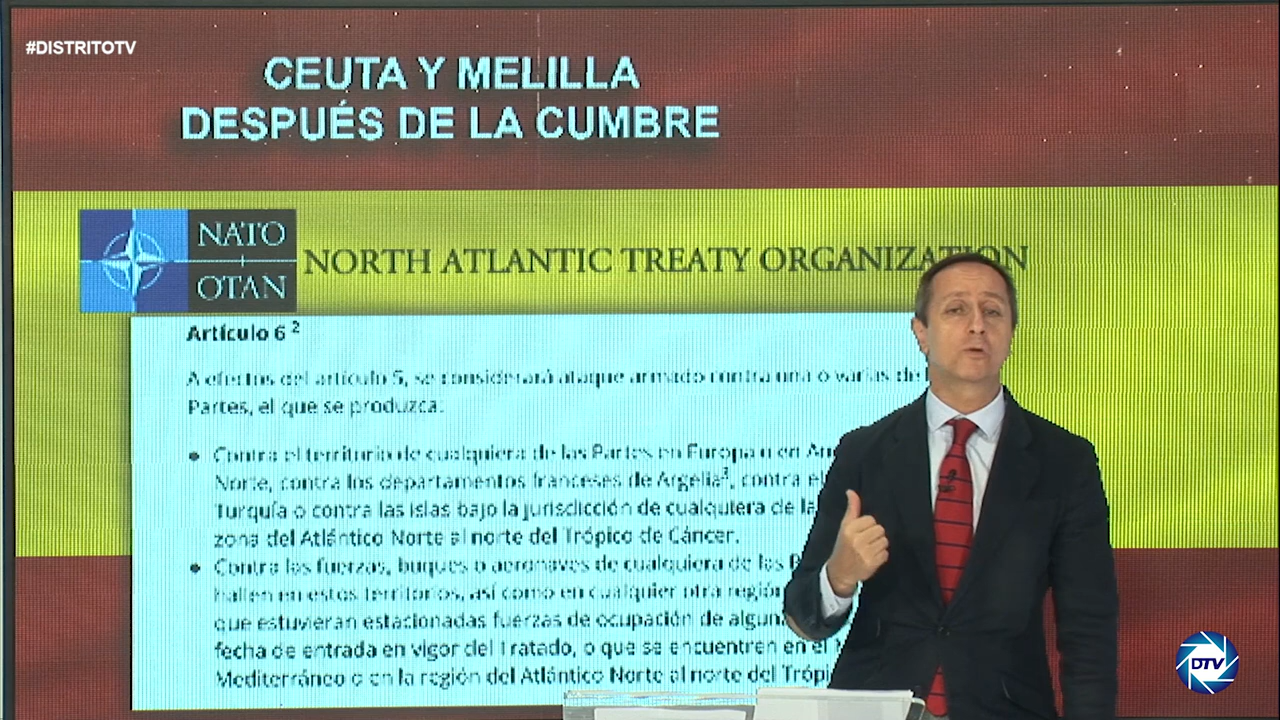 #DISTRITOTV
CEUTA Y MELILLA
DESPUÉS DE LA CUMBRE
NATO
OTAN
NORTH ATLANTIC TREATY ORGANIZATION
Artículo 6 ²
A efectos del artículo 5, se considerará ataque armado contra una o varias de
Partes, el que se produzca:
• Contra el territorio de cualquiera de las Partes en Europa o en
Norte, contra los departamentos franceses de Argelia³, contra el
Turquía o contra las islas bajo la jurisdicción de cualquiera de
zona del Atlántico Norte al norte del Trópico de Cáncer.
• Contra las fuerzas, buques o aeronaves de cualquiera de las
hallen en estos territorios, así como en cualquier otra región
que estuvieran estacionadas fuerzas de ocupación de
fecha de entrada en vigor del Tratado, o que se encuentren en el
Mediterráneo o en la región del Atlántico Norte al norte del
DTV